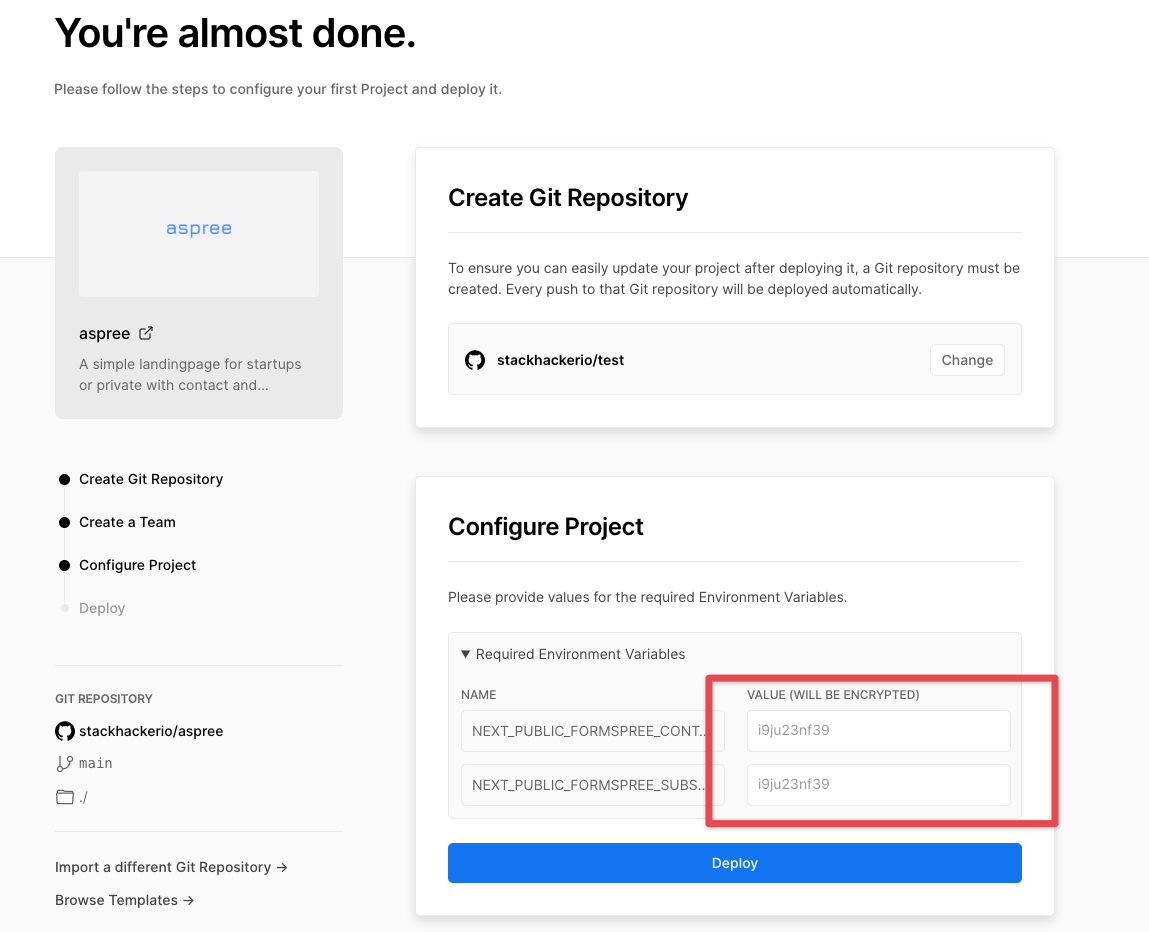 You're almost done.
Please follow the steps to configure your first Project and deploy it.
aspree
aspree
A simple landingpage for startups
or private with contact and...
Create Git Repository
Create a Team
Configure Project
Deploy
GIT REPOSITORY
stackhackerio/aspree
main
./
Import a different Git Repository →
Browse Templates →
Create Git Repository
To ensure you can easily update your project after deploying it, a Git repository must be
created. Every push to that Git repository will be deployed automatically.
stackhackerio/test
Change
Configure Project
Please provide values for the required Environment Variables.
▼ Required Environment Variables
NAME
VALUE (WILL BE ENCRYPTED)
NEXT_PUBLIC_FORMSPREE_CONT...
i9ju23nf39
NEXT_PUBLIC_FORMSPREE_SUBS...
i9ju23nf39
Deploy